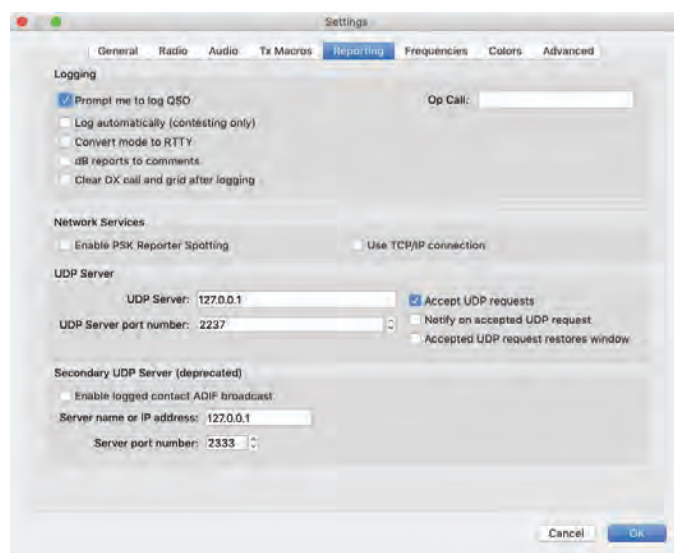 Settings
General Radio Audio Tx Macros Reporting Frequencies Colors Advanced
Logging
Prompt me to log QSO
Op Call:
Log automatically (contesting only)
Convert mode to RTTY
dB reports to comments
Clear DX call and grid after logging
Network Services
Enable PSK Reporter Spotting
Use TCP/IP connection
UDP Server
UDP Server: 127.0.0.1
Accept UDP requests
UDP Server port number: 2237
Notify on accepted UDP request
Accepted UDP request restores window
Secondary UDP Server (deprecated)
Enable logged contact ADIF broadcast
Server name or IP address: 127.0.0.1
Server port number: 2333
Cancel OK